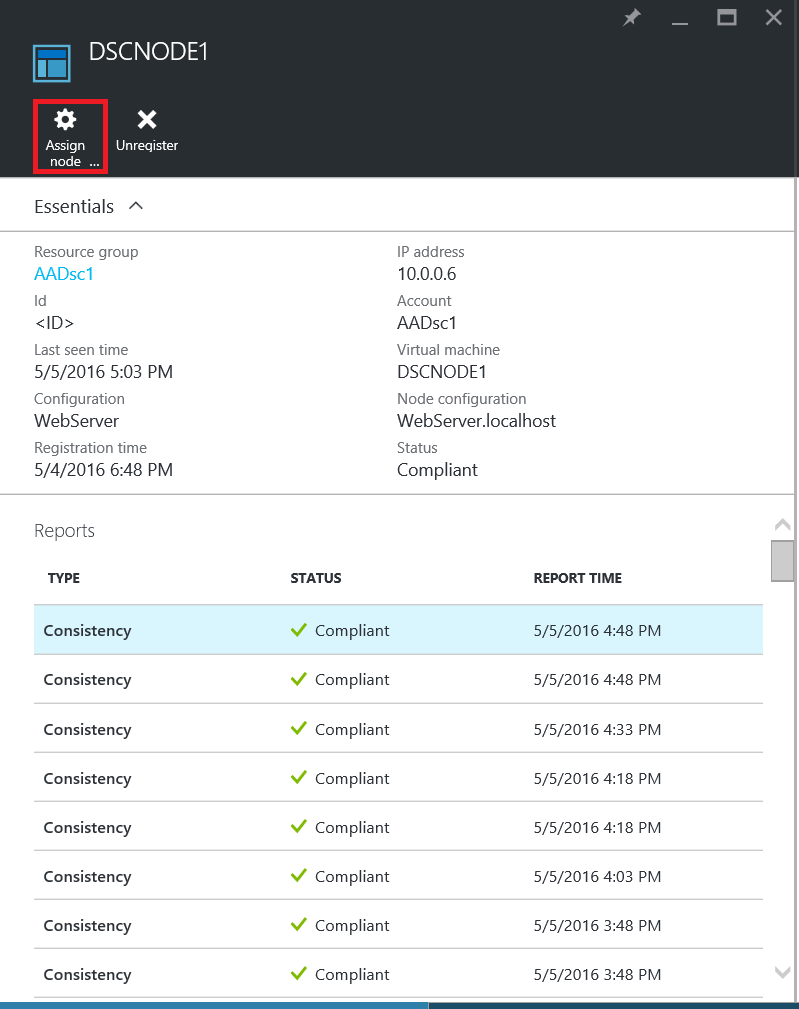 DSCNODE1
Assign
node ...
Unregister
Essentials
Resource group
AADsc1
IP address
10.0.0.6
Id
<ID>
Account
AADsc1
Last seen time
5/5/2016 5:03 PM
Virtual machine
DSCNODE1
Configuration
WebServer
Node configuration
WebServer.localhost
Registration time
5/4/2016 6:48 PM
Status
Compliant
Reports
TYPE STATUS REPORT TIME
Consistency Compliant 5/5/2016 4:48 PM
Consistency Compliant 5/5/2016 4:48 PM
Consistency Compliant 5/5/2016 4:33 PM
Consistency Compliant 5/5/2016 4:18 PM
Consistency Compliant 5/5/2016 4:18 PM
Consistency Compliant 5/5/2016 4:03 PM
Consistency Compliant 5/5/2016 3:48 PM
Consistency Compliant 5/5/2016 3:48 PM